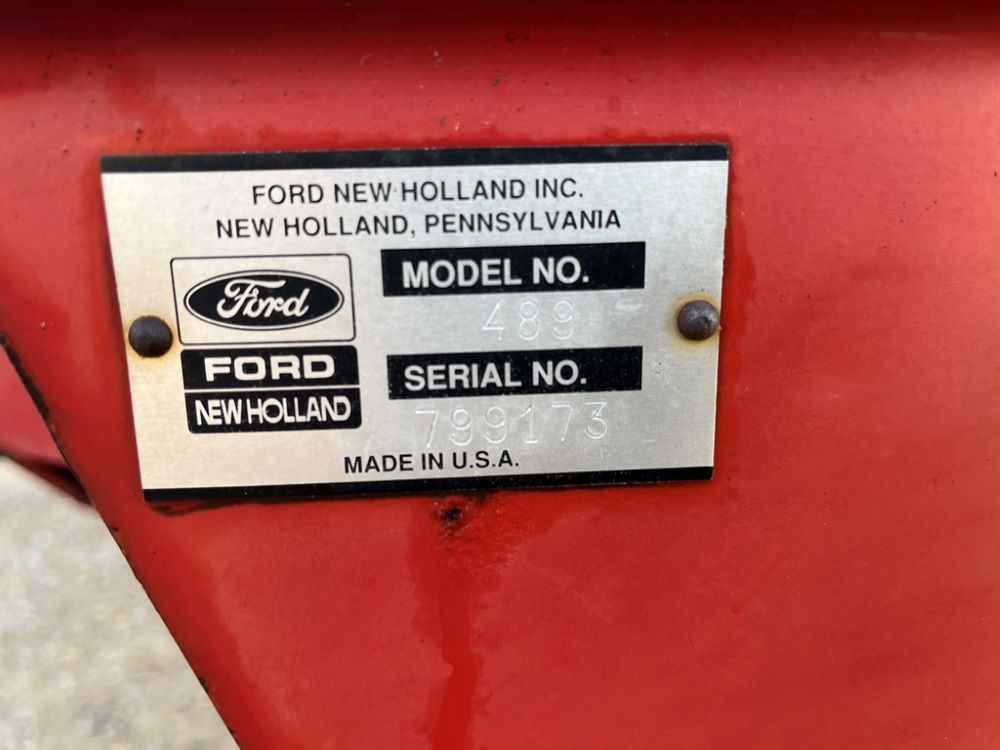 FORD NEW HOLLAND INC.
NEW HOLLAND, PENNSYLVANIA
Ford
FORD
NEW HOLLAND
MODEL NO.
489
SERIAL NO.
799173
MADE IN U.S.A.